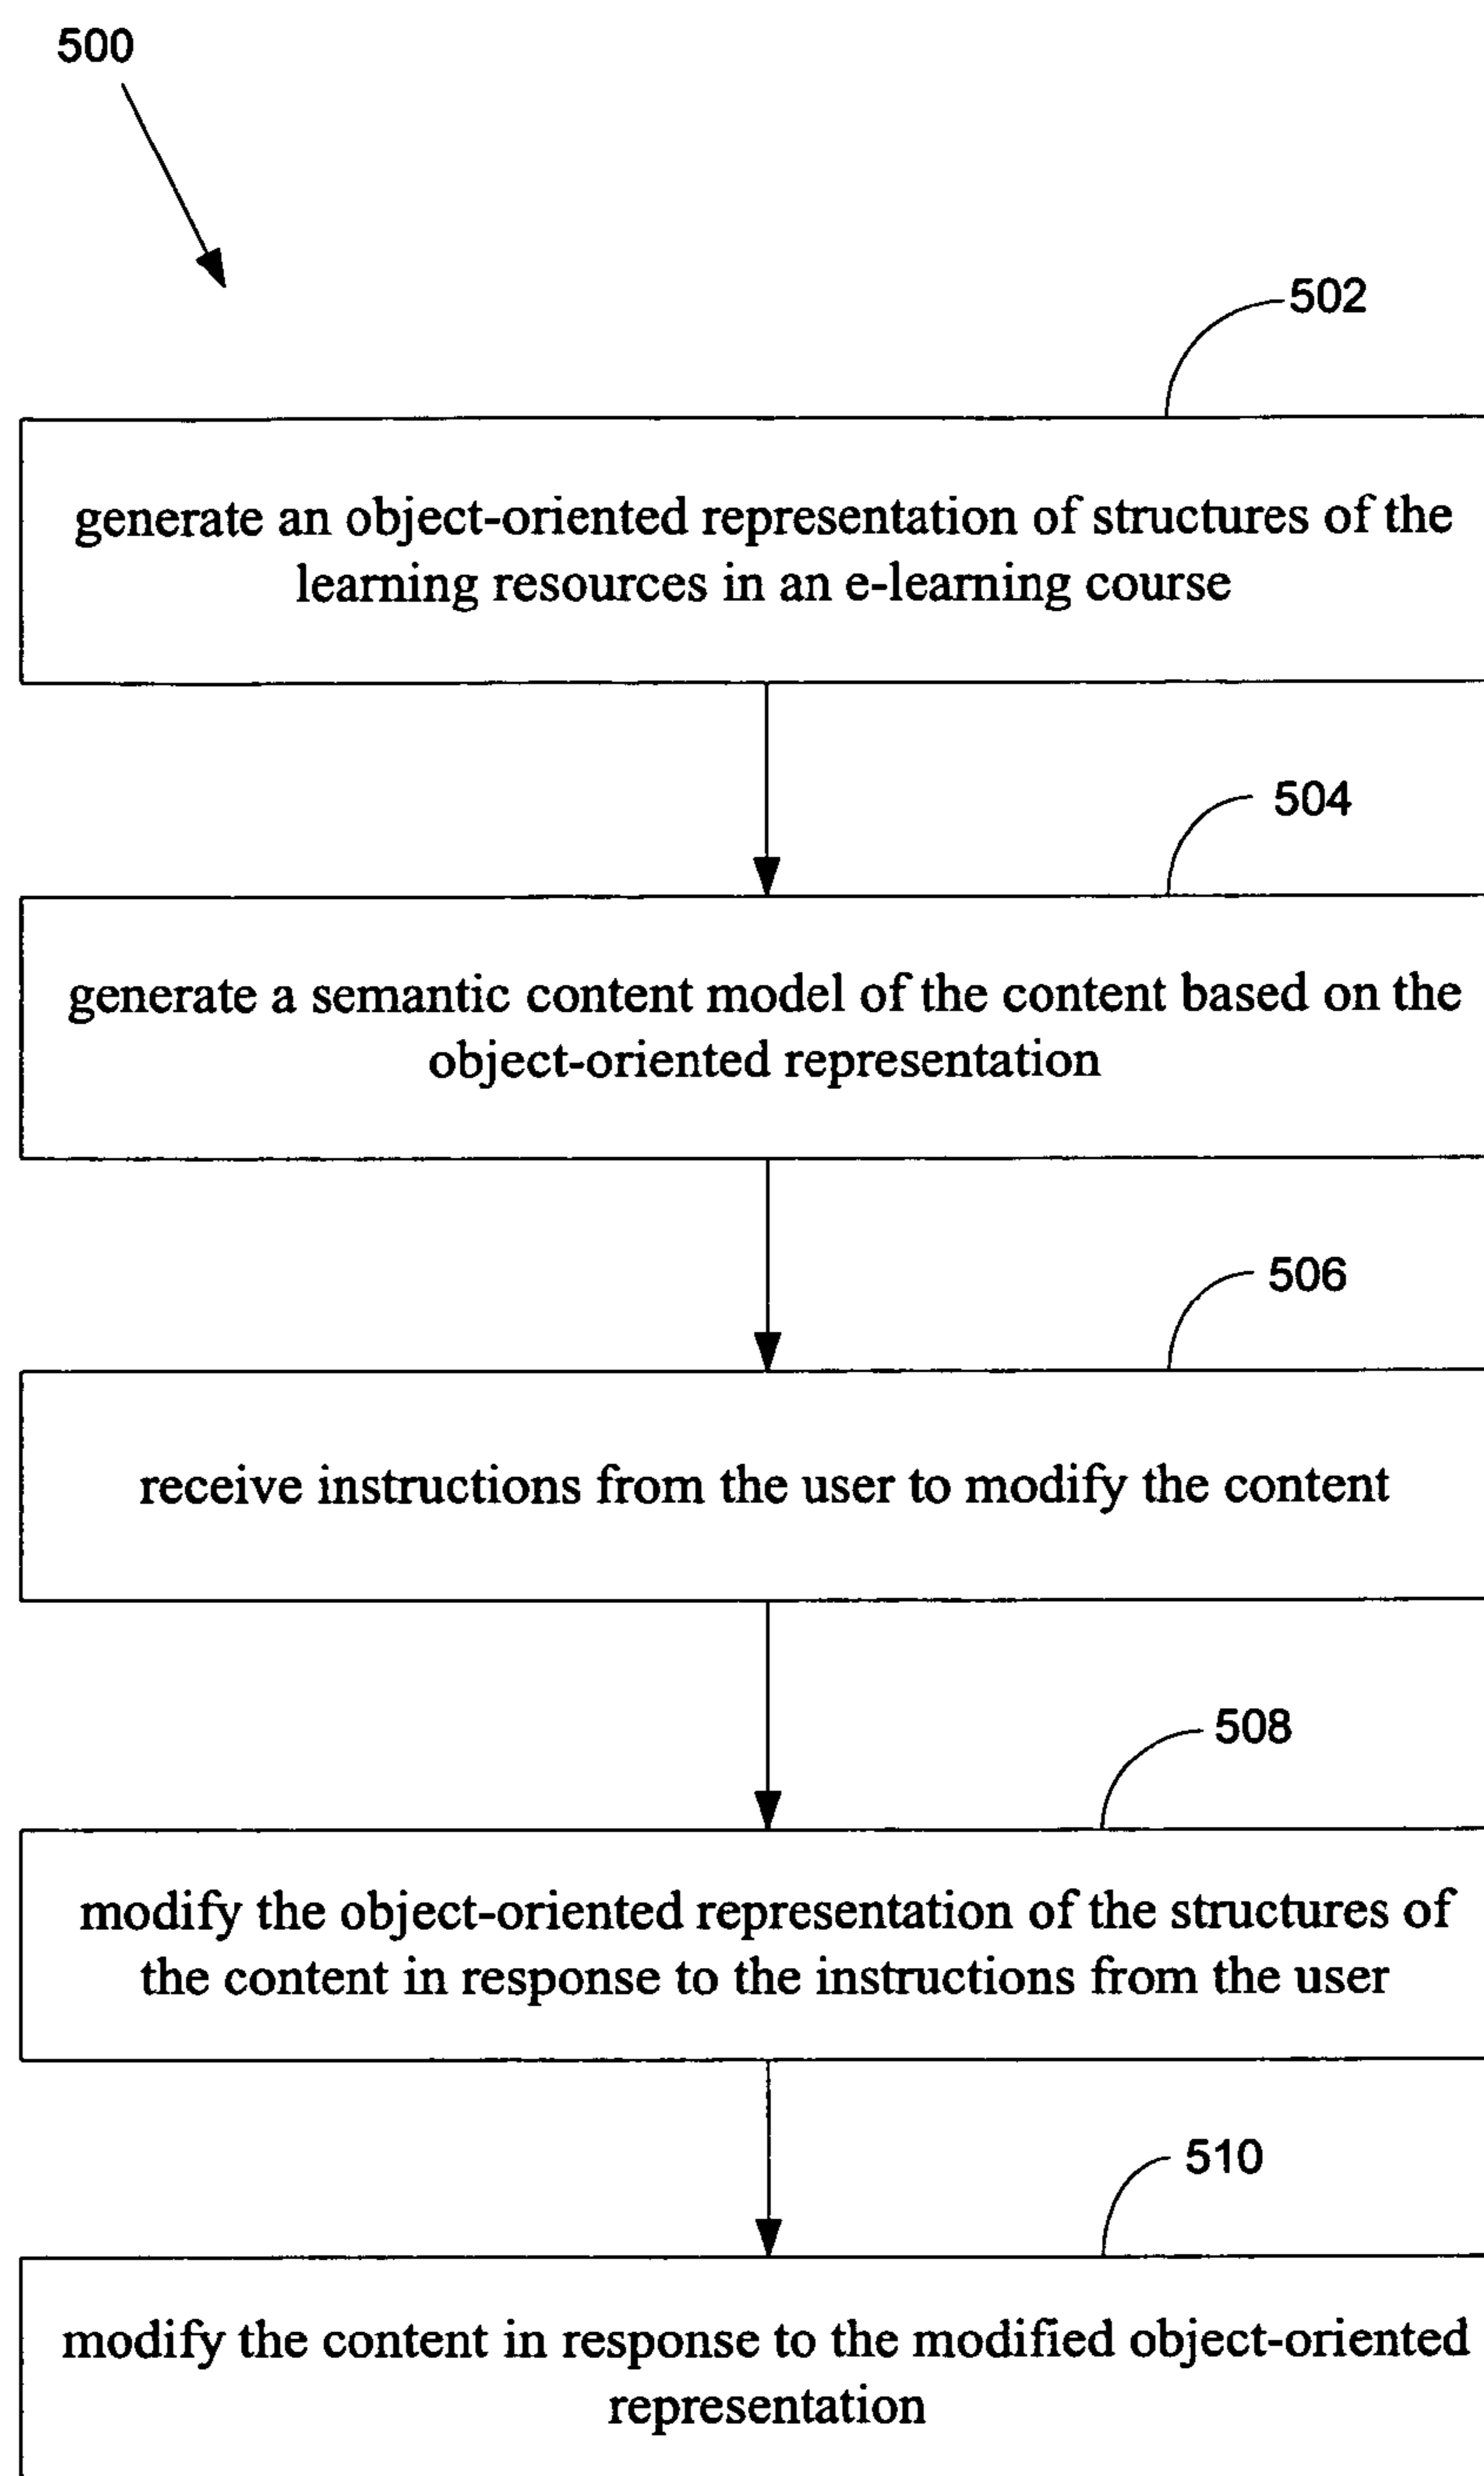 500
502
generate an object-oriented representation of structures of the
learning resources in an e-learning course
504
generate a semantic content model of the content based on the
object-oriented representation
506
receive instructions from the user to modify the content
508
modify the object-oriented representation of the structures of
the content in response to the instructions from the user
510
modify the content in response to the modified object-oriented
representation